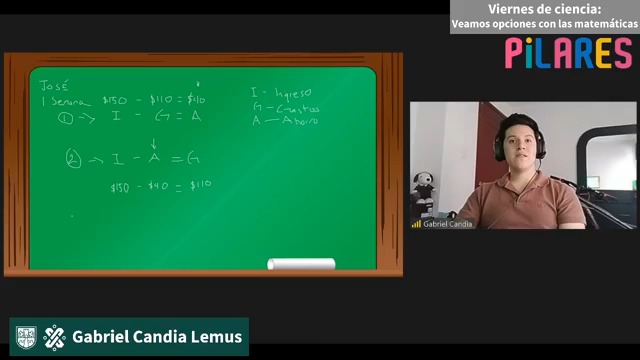 Viernes de ciencia:
Veamos opciones con las matemáticas
PiLARES
José
1 Semana $150 - $110 = $40
① → I - G = A
I - Ingreso
G - Gastos
A - Ahorro
② → I - A = G
$150 - $40 = $110
Gabriel Candia
Gabriel Candia Lemus